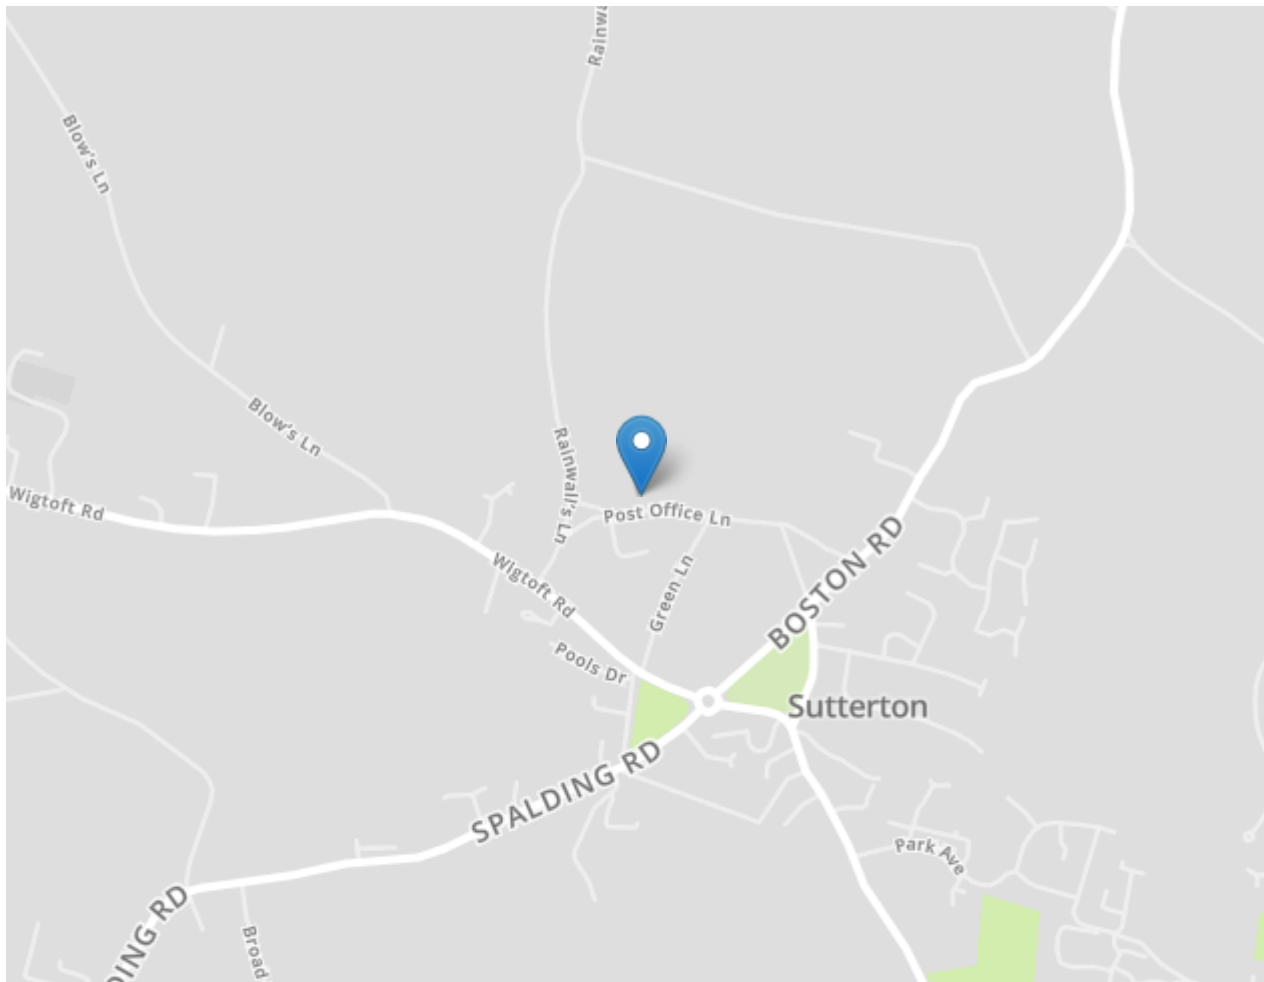 Rainwa
Blow's Ln
Blow's Ln
Rainwall's Ln
Wigtoft Rd
Post Office Ln
BOSTON RD
Wigtoft Rd
Green Ln
Pools Dr
Sutterton
SPALDING RD
Park Ave
DING RD
Broad